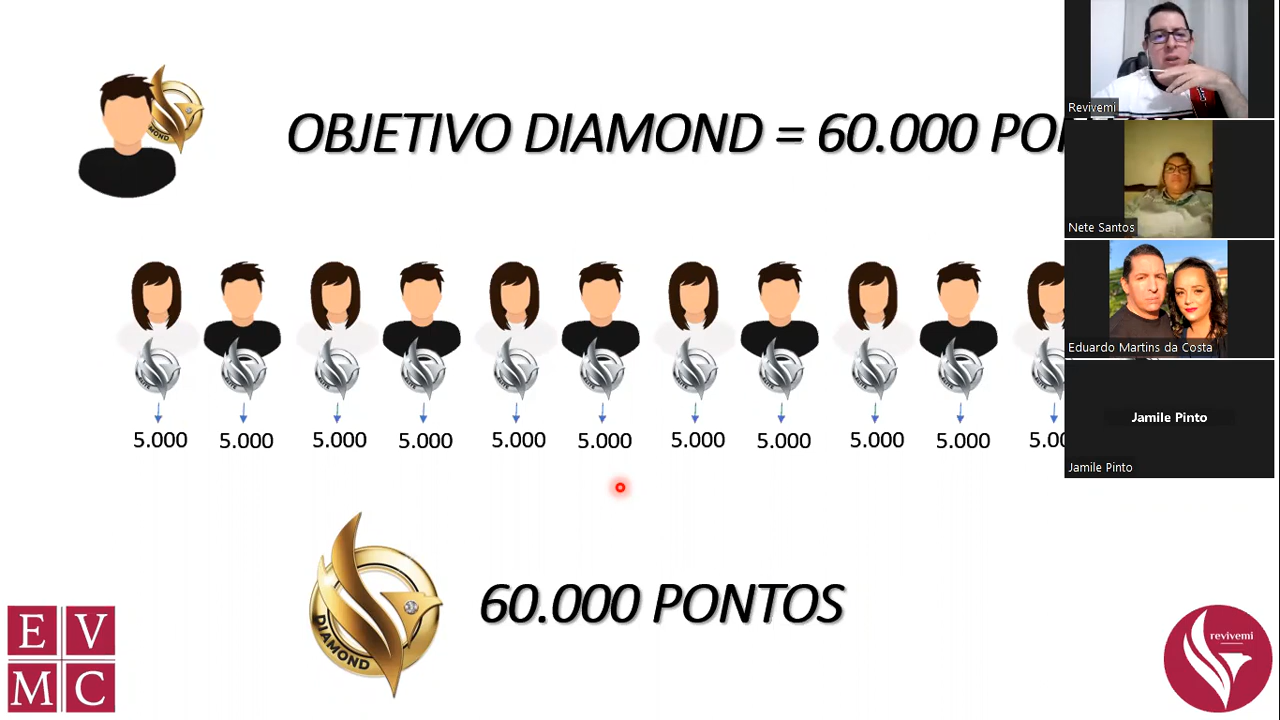 OBJETIVO DIAMOND = 60.000
5.000 5.000 5.000 5.000 5.000 5.000 5.000 5.000 5.000 5.000
DIAMOND
60.000 PONTOS
E V
M C
revivemi
Revivemi
Nete Santos
Eduardo Martins da Costa
Jamile Pinto
Jamile Pinto